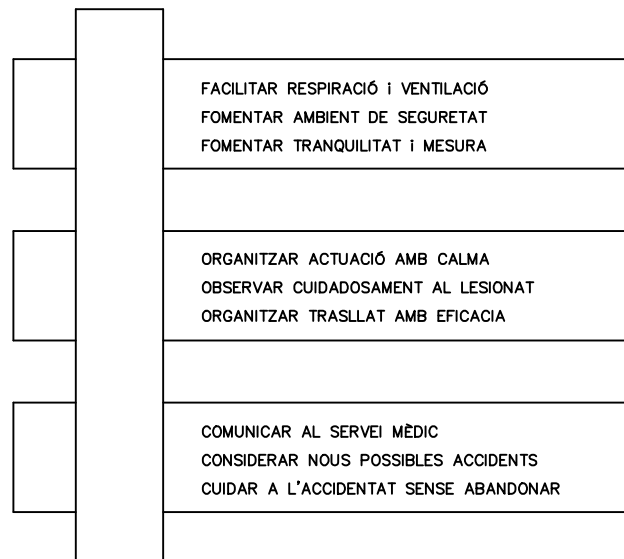 FACILITAR RESPIRACIÓ i VENTILACIÓ
FOMENTAR AMBIENT DE SEGURETAT
FOMENTAR TRANQUILITAT i MESURA
ORGANITZAR ACTUACIÓ AMB CALMA
OBSERVAR CUIDADOSAMENT AL LESIONAT
ORGANITZAR TRASLLAT AMB EFICACIA
COMUNICAR AL SERVEI MÈDIC
CONSIDERAR NOUS POSSIBLES ACCIDENTS
CUIDAR A L'ACCIDENTAT SENSE ABANDONAR